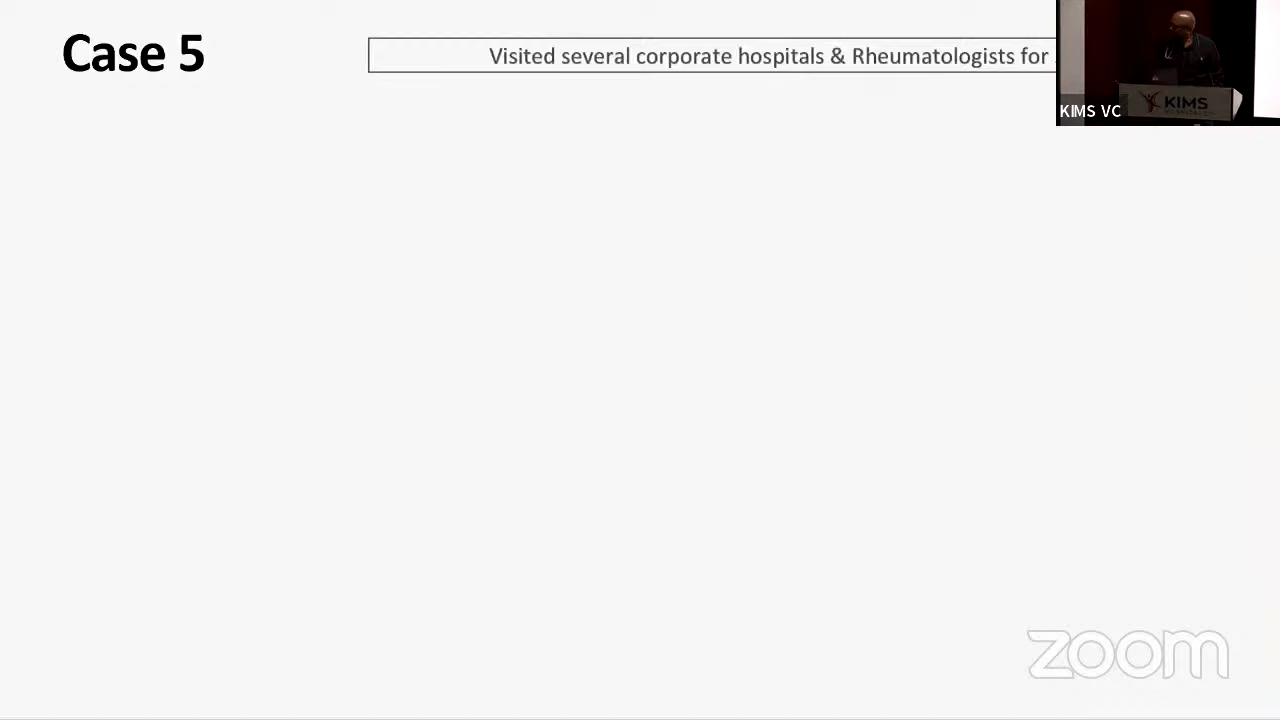 Case 5
Visited several corporate hospitals & Rheumatologists for
KIMS
KIMS VC
zoom